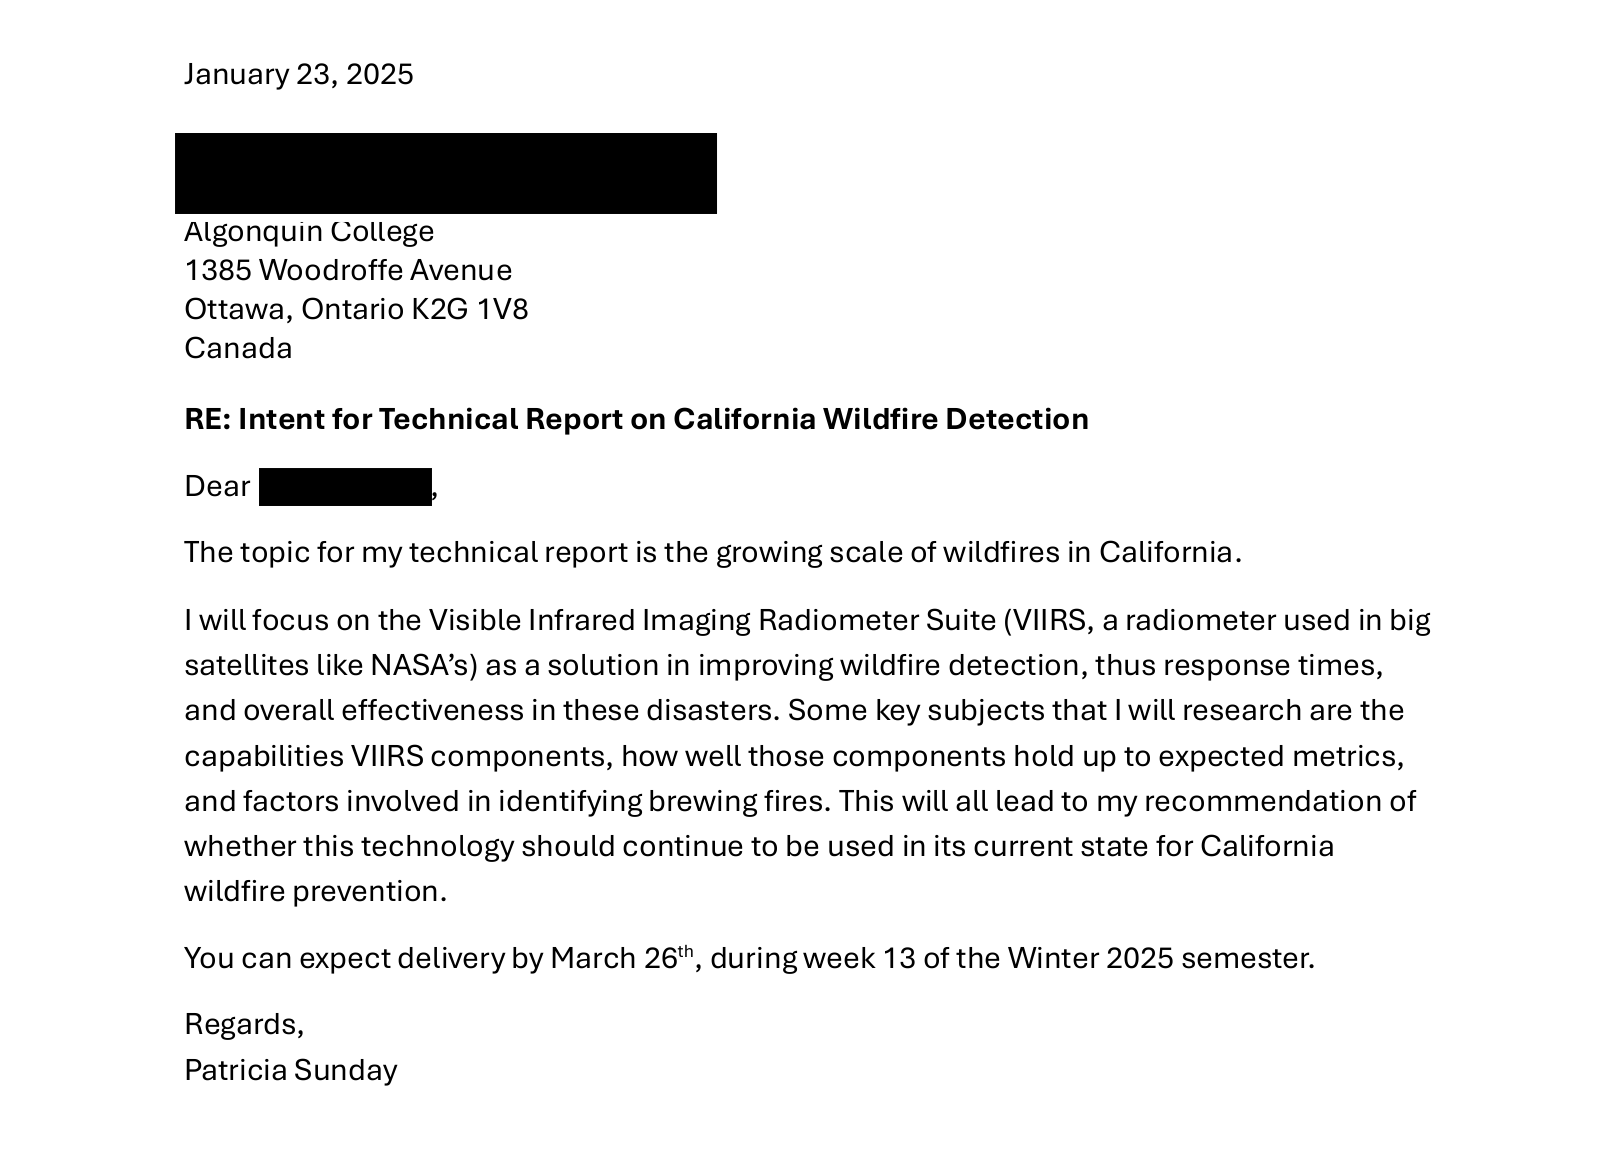 January 23, 2025
Algonquin College
1385 Woodroffe Avenue
Ottawa, Ontario K2G 1V8
Canada
RE: Intent for Technical Report on California Wildfire Detection
Dear ,
The topic for my technical report is the growing scale of wildfires in California.
I will focus on the Visible Infrared Imaging Radiometer Suite (VIIRS, a radiometer used in big
satellites like NASA’s) as a solution in improving wildfire detection, thus response times,
and overall effectiveness in these disasters. Some key subjects that I will research are the
capabilities VIIRS components, how well those components hold up to expected metrics,
and factors involved in identifying brewing fires. This will all lead to my recommendation of
whether this technology should continue to be used in its current state for California
wildfire prevention.
You can expect delivery by March 26th, during week 13 of the Winter 2025 semester.
Regards,
Patricia Sunday